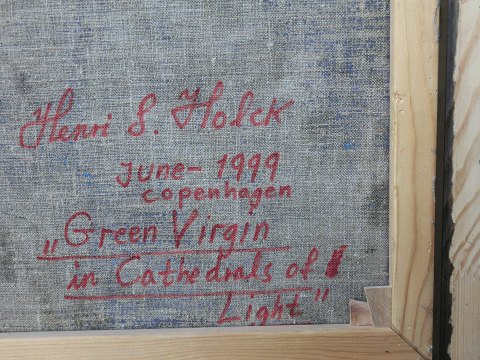 Henri S. Holck
June- 1999
copenhagen
„Green Virgin
in Cathedrals of
Light"